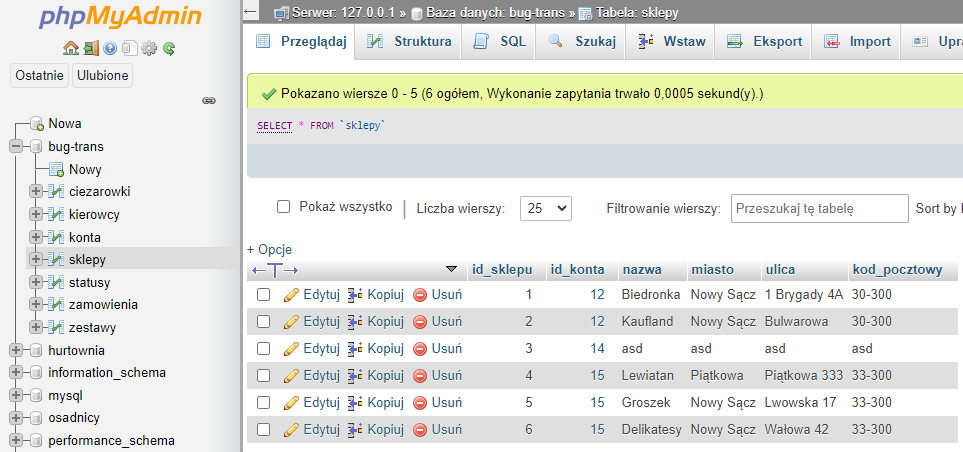 phpMyAdmin
Ostatnie Ulubione
Nowa
bug-trans
Nowy
ciezarowki
kierowcy
konta
sklepy
statusy
zamowienia
zestawy
hurtownia
information_schema
mysql
osadnicy
performance_schema
Serwer: 127.0.0.1 » Baza danych: bug-trans » Tabela: sklepy
Przeglądaj Struktura SQL Szukaj Wstaw Eksport Import Upra
Pokazano wiersze 0 - 5 (6 ogółem, Wykonanie zapytania trwało 0,0005 sekund(y).)
SELECT * FROM `sklepy`
Pokaż wszystko Liczba wierszy: 25 Filtrowanie wierszy: Przeszukaj tę tabelę Sort by
+ Opcje
id_sklepu id_konta nazwa miasto ulica kod_pocztowy
Edytuj Kopiuj Usuń 1 12 Biedronka Nowy Sącz 1 Brygady 4A 30-300
Edytuj Kopiuj Usuń 2 12 Kaufland Nowy Sącz Bulwarowa 30-300
Edytuj Kopiuj Usuń 3 14 asd asd asd asd
Edytuj Kopiuj Usuń 4 15 Lewiatan Piątkowa Piątkowa 333 33-300
Edytuj Kopiuj Usuń 5 15 Groszek Nowy Sącz Lwowska 17 33-300
Edytuj Kopiuj Usuń 6 15 Delikatesy Nowy Sącz Wałowa 42 33-300